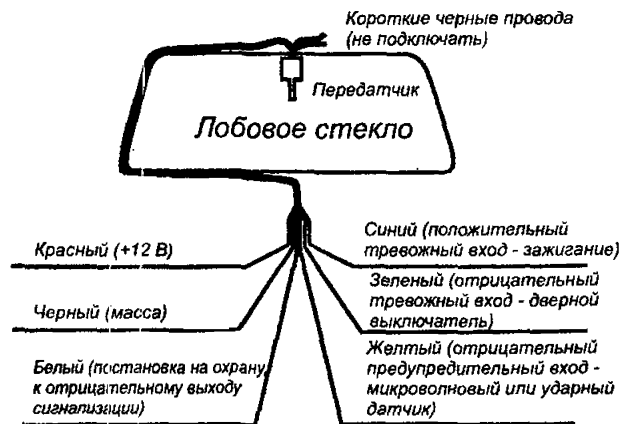 Короткие черные провода
(не подключать)
Передатчик
Лобовое стекло
Красный (+12 В)
Черный (масса)
Белый (постановка на охрану
к отрицательному выходу
сигнализации)
Синий (положительный
тревожный вход - зажигание)
Зеленый (отрицательный
тревожный вход - дверной
выключатель)
Желтый (отрицательный
предупредительный вход -
микроволновый или ударный
датчик)